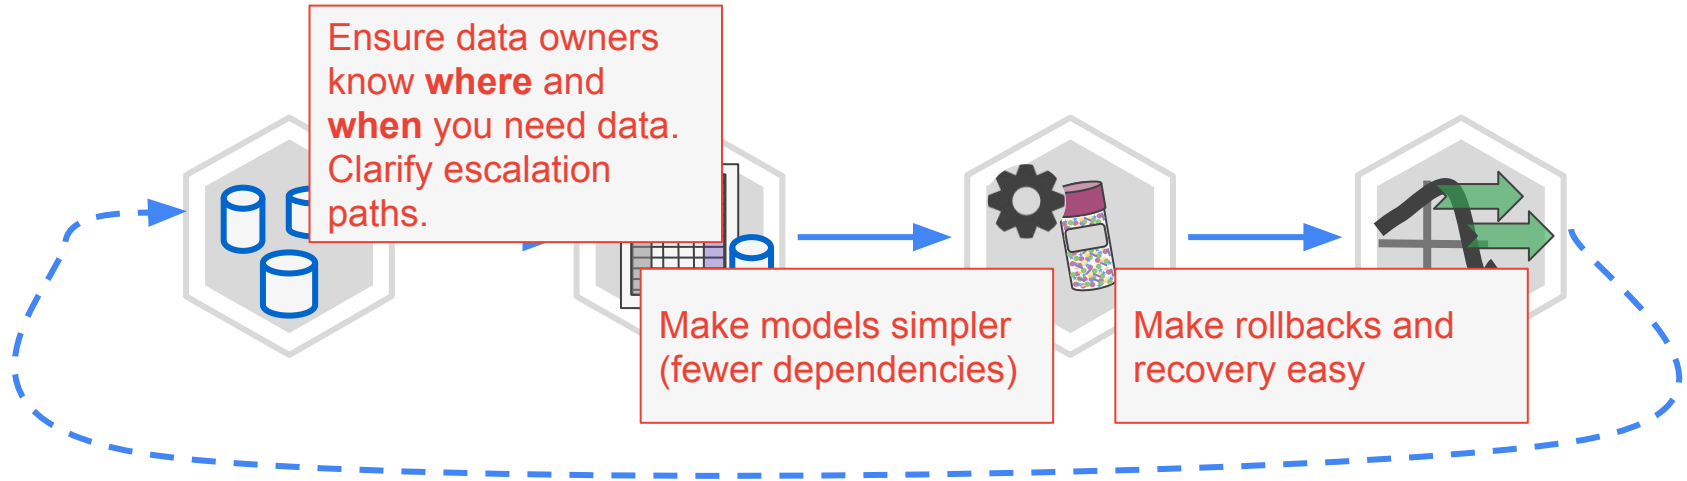 Ensure data owners
know where and
when you need data.
Clarify escalation
paths.
Make models simpler
(fewer dependencies)
Make rollbacks and
recovery easy